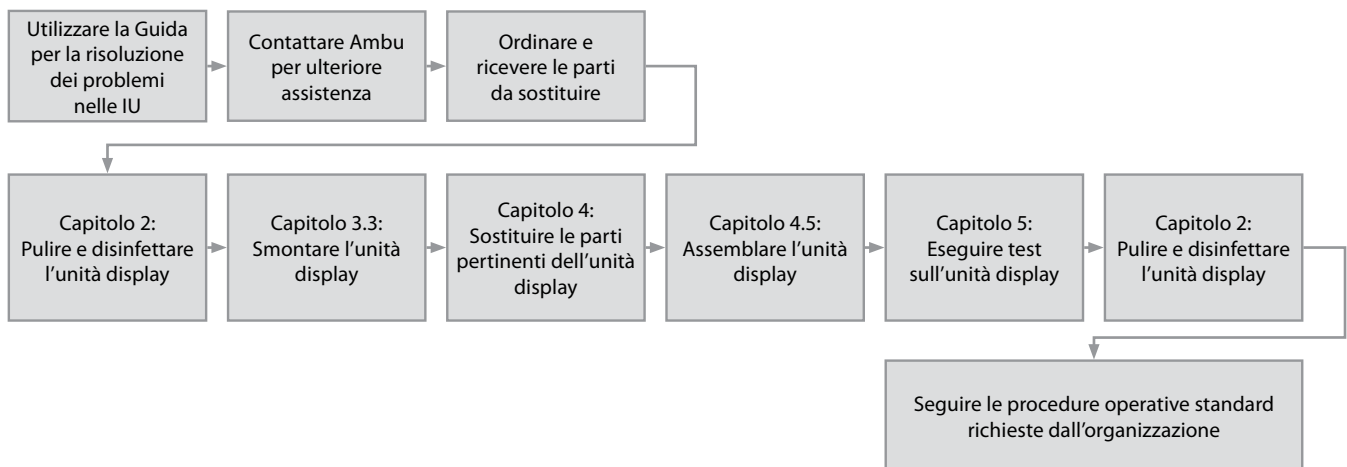 Utilizzare la Guida
per la risoluzione
dei problemi
nelle IU
Contattare Ambu
per ulteriore
assistenza
Ordinare e
ricevere le parti
da sostituire
Capitolo 2:
Pulire e disinfettare
l’unità display
Capitolo 3.3:
Smontare l’unità
display
Capitolo 4:
Sostituire le parti
pertinenti dell’unità
display
Capitolo 4.5:
Assemblare l’unità
display
Capitolo 5:
Eseguire test
sull’unità display
Capitolo 2:
Pulire e disinfettare
l’unità display
Seguire le procedure operative standard
richieste dall’organizzazione